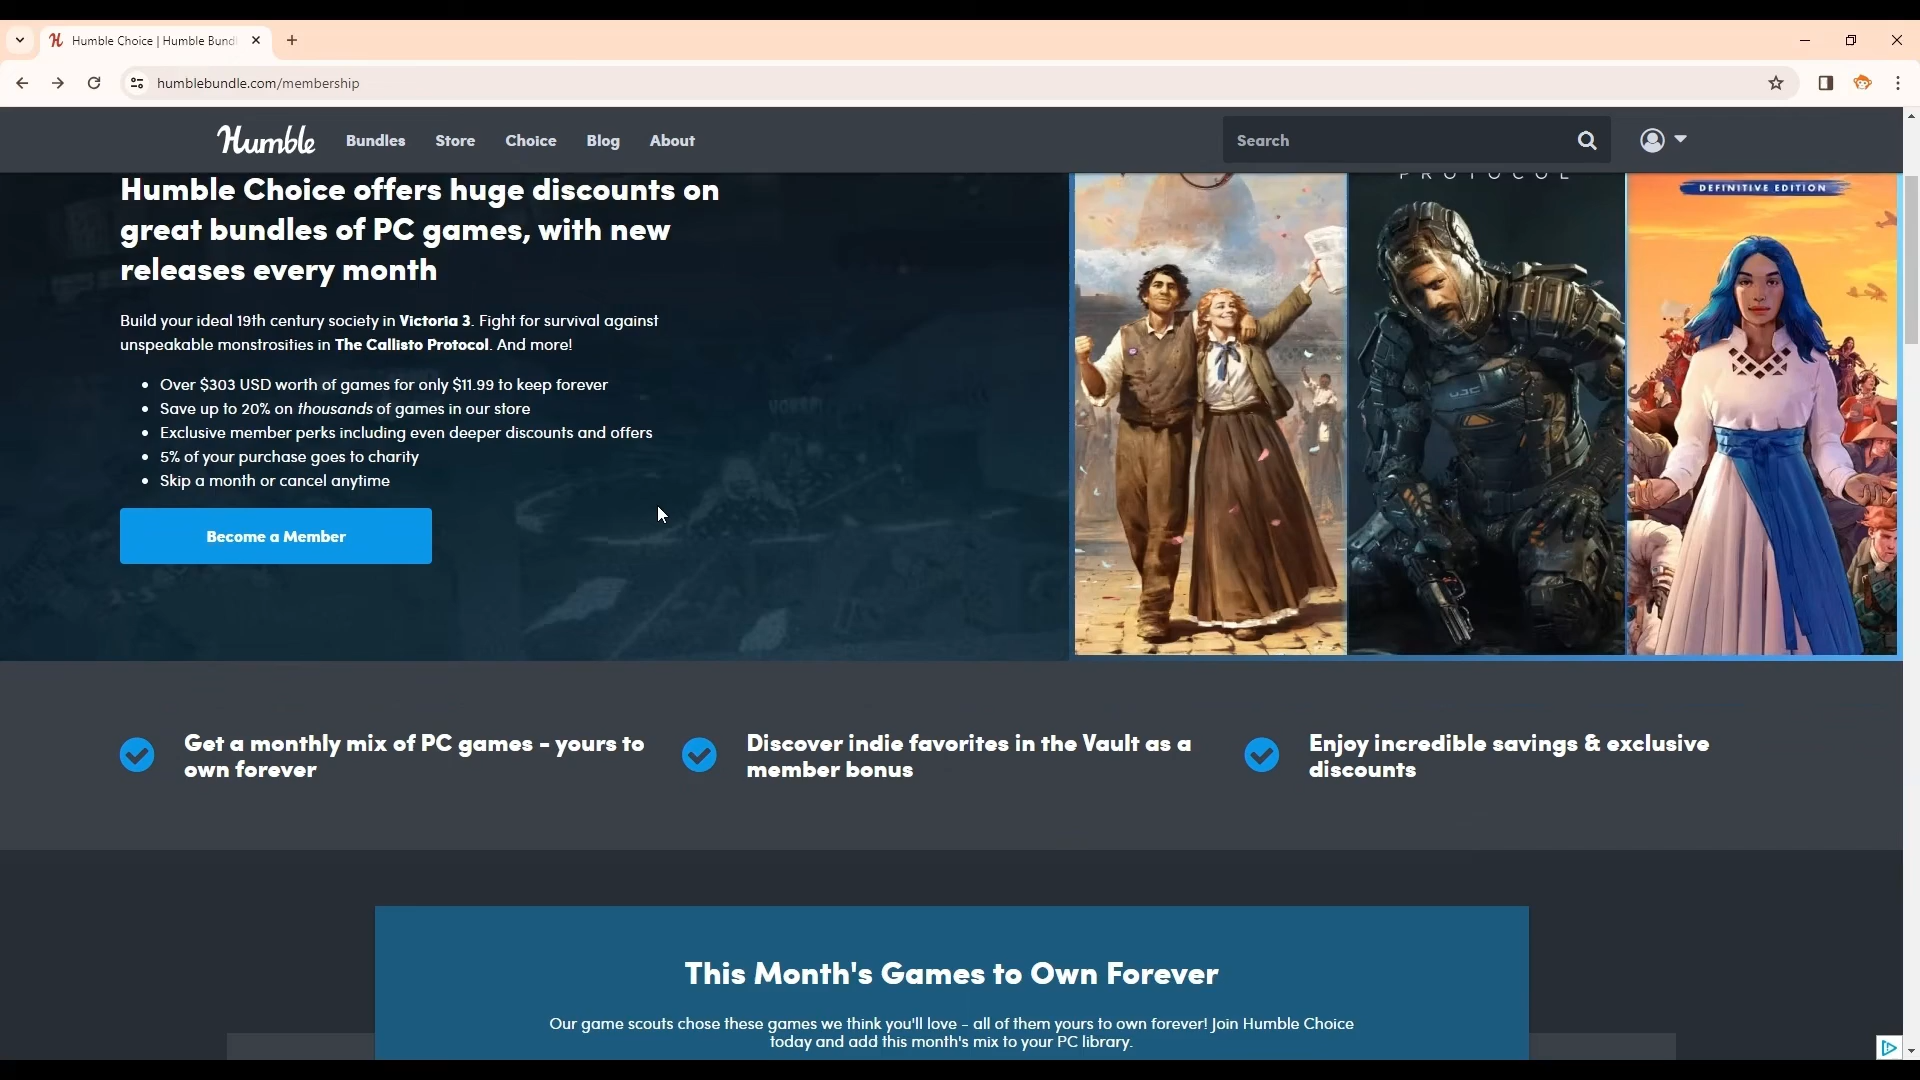 Humble Choice | Humble Bund
humblebundle.com/membership
Humble
Bundles
Store
Choice
Blog
About
Search
Humble Choice offers huge discounts on
great bundles of PC games, with new
releases every month
Build your ideal 19th century society in Victoria 3. Fight for survival against
unspeakable monstrosities in The Callisto Protocol. And more!
• Over $303 USD worth of games for only $11.99 to keep forever
• Save up to 20% on thousands of games in our store
• Exclusive member perks including even deeper discounts and offers
• 5% of your purchase goes to charity
• Skip a month or cancel anytime
Become a Member
PROTOCOL
DEFINITIVE EDITION
Get a monthly mix of PC games - yours to
own forever
Discover indie favorites in the Vault as a
member bonus
Enjoy incredible savings & exclusive
discounts
This Month's Games to Own Forever
Our game scouts chose these games we think you'll love - all of them yours to own forever! Join Humble Choice
today and add this month's mix to your PC library.